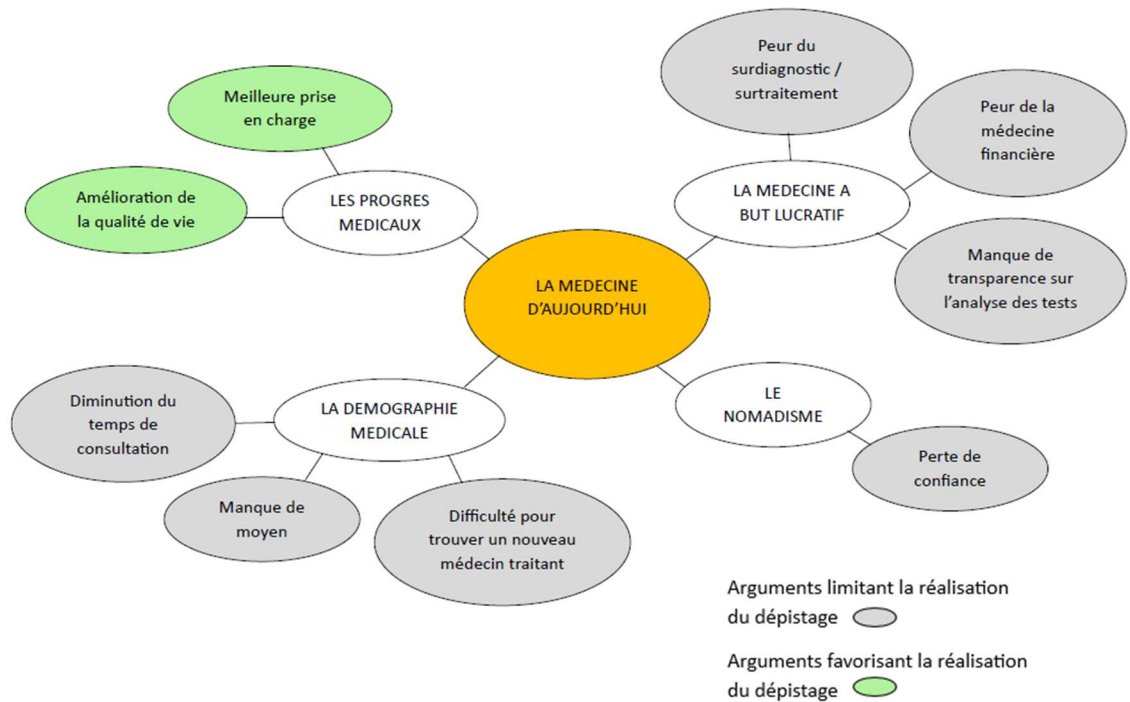 Peur du
surdiagnostic /
surtraitement
Meilleure prise
en charge
Peur de la
médecine
financière
Amélioration de
la qualité de vie
LES PROGRES
MEDICAUX
LA MEDECINE A
BUT LUCRATIF
Manque de
transparence sur
l’analyse des tests
LA MEDECINE
D’AUJOURD’HUI
Diminution du
temps de
consultation
LA DEMOGRAPHIE
MEDICALE
LE
NOMADISME
Perte de
confiance
Manque de
moyen
Difficulté pour
trouver un nouveau
médecin traitant
Arguments limitant la réalisation
du dépistage
Arguments favorisant la réalisation
du dépistage